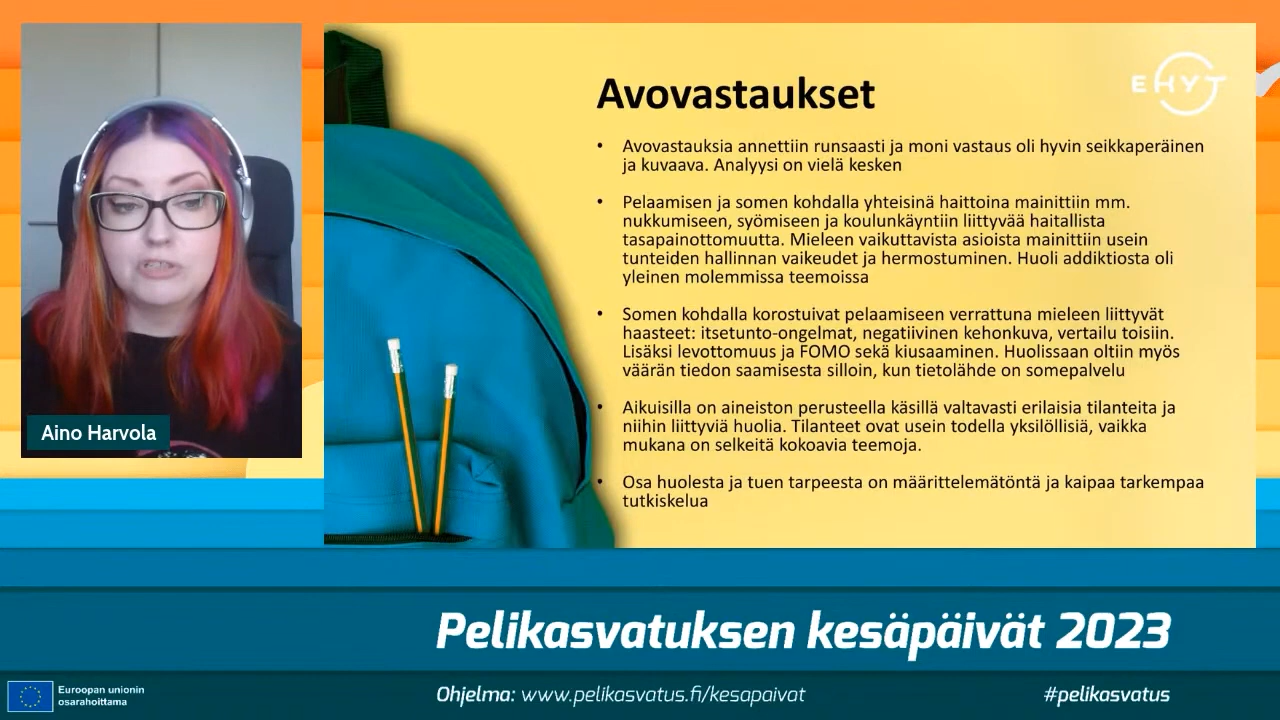 EHYT
Avovastaukset
• Avovastauksia annettiin runsaasti ja moni vastaus oli hyvin seikkaperäinen
ja kuvaava. Analyysi on vielä kesken
• Pelaamisen ja somen kohdalla yhteisinä haittoina mainittiin mm.
nukkumiseen, syömiseen ja koulunkäyntiin liittyvää haitallista
tasapainottomuutta. Mieleen vaikuttavista asioista mainittiin usein
tunteiden hallinnan vaikeudet ja hermostuminen. Huoli addiktiosta oli
yleinen molemmissa teemoissa
• Somen kohdalla korostuivat pelaamiseen verrattuna mieleen liittyvät
haasteet: itsetunto-ongelmat, negatiivinen kehonkuva, vertailu toisiin.
Lisäksi levottomuus ja FOMO sekä kiusaaminen. Huolissaan oltiin myös
väärän tiedon saamisesta silloin, kun tietolähde on somepalvelu
• Aikuisilla on aineiston perusteella käsillä valtavasti erilaisia tilanteita ja
niihin liittyviä huolia. Tilanteet ovat usein todella yksilöllisiä, vaikka
mukana on selkeitä kokoavia teemoja.
• Osa huolesta ja tuen tarpeesta on määrittelemätöntä ja kaipaa tarkempaa
tutkiskelua
Aino Harvola
Pelikasvatuksen kesäpäivät 2023
Euroopan unionin
osarahoittama
Ohjelma: www.pelikasvatus.fi/kesapaivat
#pelikasvatus